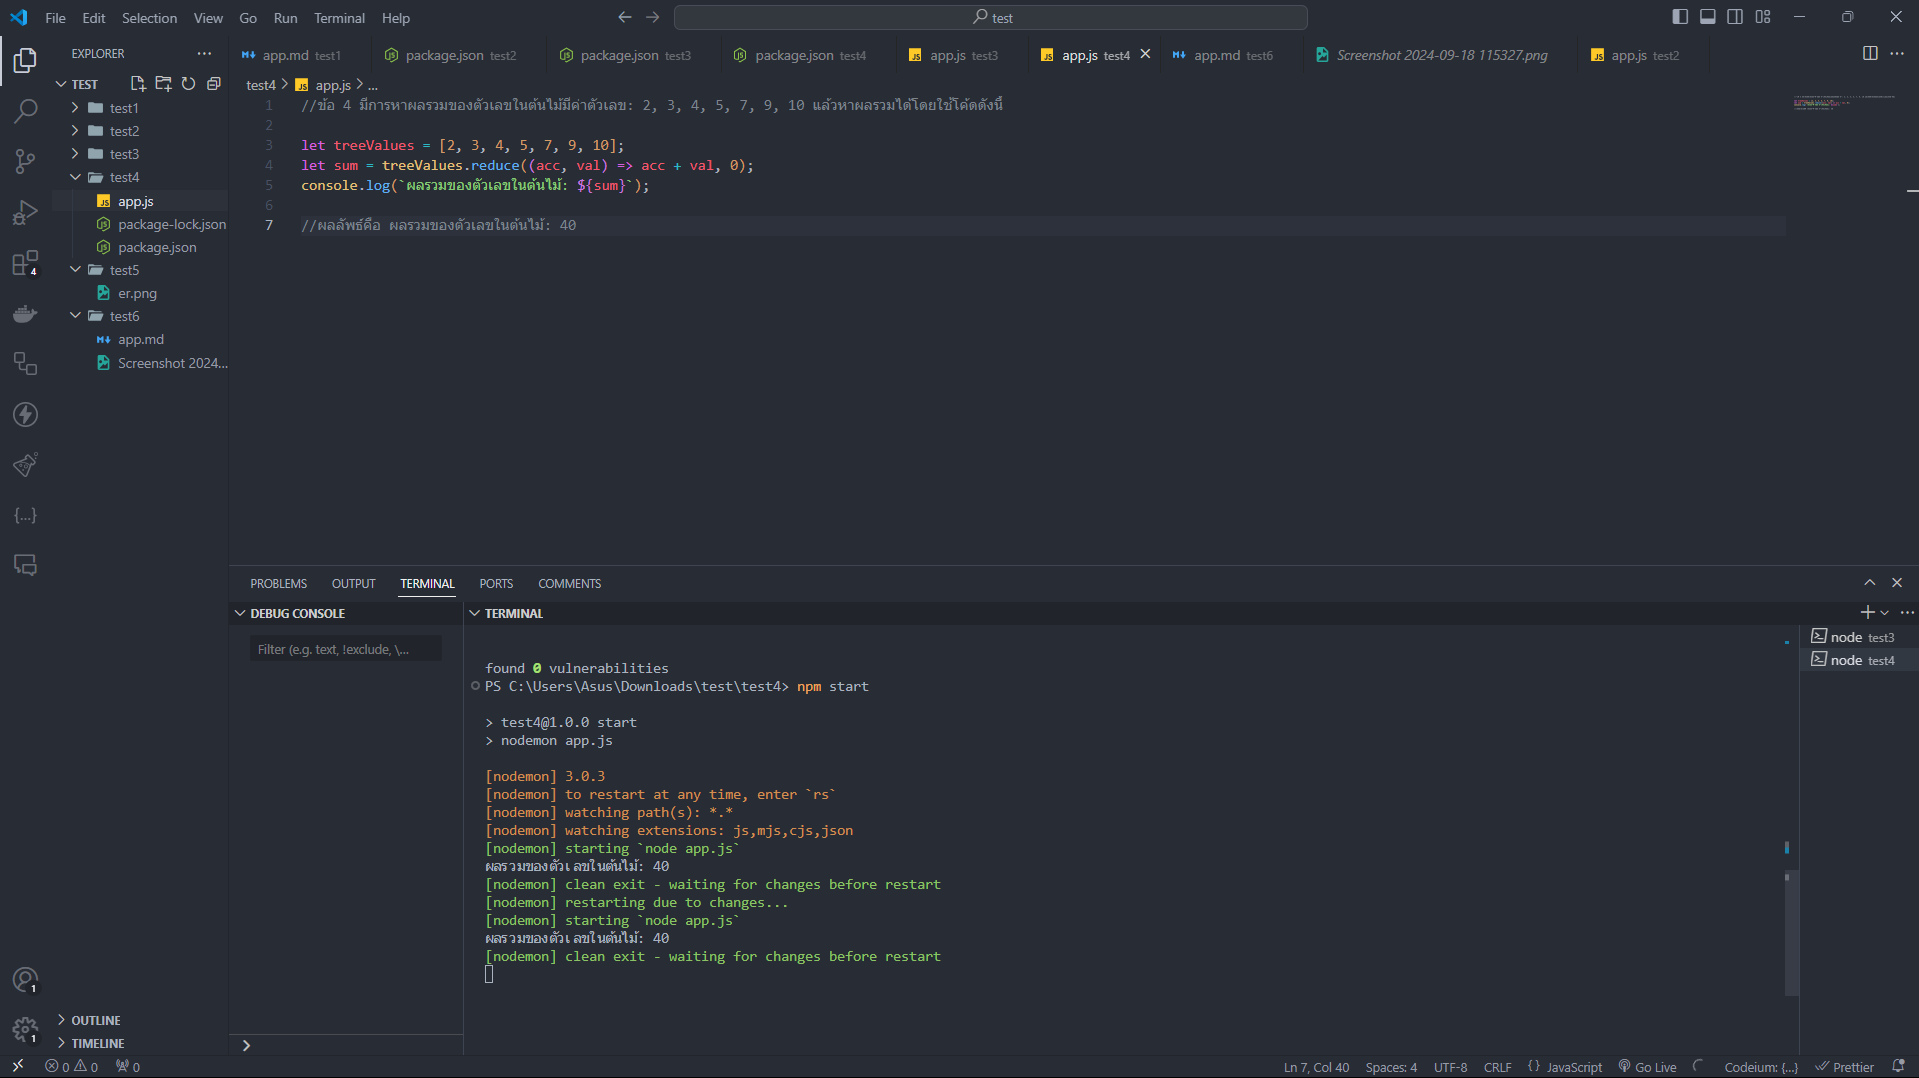 File Edit Selection View Go Run Terminal Help
test
EXPLORER
TEST
test1
test2
test3
test4
app.js
package-lock.json
package.json
test5
er.png
test6
app.md
Screenshot 2024...
OUTLINE
TIMELINE
app.md test1
package.json test2
package.json test3
package.json test4
app.js test3
app.js test4
app.md test6
Screenshot 2024-09-18 115327.png
app.js test2
test4 > app.js > ...
1 //ข้อ 4 มีการหาผลรวมของตัวเลขในต้นไม้มีค่าตัวเลข: 2, 3, 4, 5, 7, 9, 10 แล้วหาผลรวมได้โดยใช้โค้ดดังนี้
2
3 let treeValues = [2, 3, 4, 5, 7, 9, 10];
4 let sum = treeValues.reduce((acc, val) => acc + val, 0);
5 console.log(`ผลรวมของตัวเลขในต้นไม้: ${sum}`);
6
7 //ผลลัพธ์คือ ผลรวมของตัวเลขในต้นไม้: 40
PROBLEMS OUTPUT TERMINAL PORTS COMMENTS
DEBUG CONSOLE
Filter (e.g. text, !exclude, \...
TERMINAL
found 0 vulnerabilities
PS C:\Users\Asus\Downloads\test\test4> npm start
> test4@1.0.0 start
> nodemon app.js
[nodemon] 3.0.3
[nodemon] to restart at any time, enter `rs`
[nodemon] watching path(s): *.*
[nodemon] watching extensions: js,mjs,cjs,json
[nodemon] starting `node app.js`
ผลรวมของตัวเลขในต้นไม้: 40
[nodemon] clean exit - waiting for changes before restart
[nodemon] restarting due to changes...
[nodemon] starting `node app.js`
ผลรวมของตัวเลขในต้นไม้: 40
[nodemon] clean exit - waiting for changes before restart
node test3
node test4
4
1
1
0 0 0
Ln 7, Col 40 Spaces: 4 UTF-8 CRLF {} JavaScript Go Live Codeium: {...} Prettier